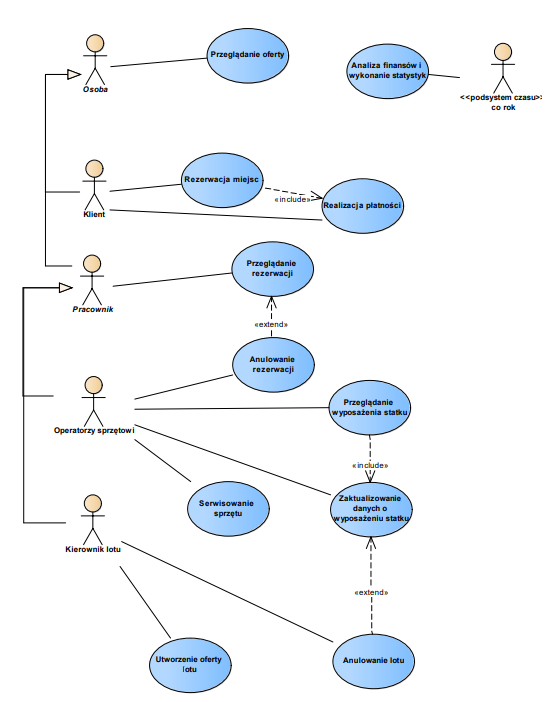 Przeglądanie oferty
Analiza finansów i
wykonanie statystyk
Osoba
<<podsystem czasu>>
co rok
Rezerwacja miejsc
«include»
Realizacja płatności
Klient
Przeglądanie
rezerwacji
Pracownik
«extend»
Anulowanie
rezerwacji
Przeglądanie
wyposażenia statku
Operatorzy sprzętowi
«include»
Serwisowanie
sprzętu
Zaktualizowanie
danych o
wyposażeniu statku
Kierownik lotu
«extend»
Utworzenie oferty
lotu
Anulowanie lotu